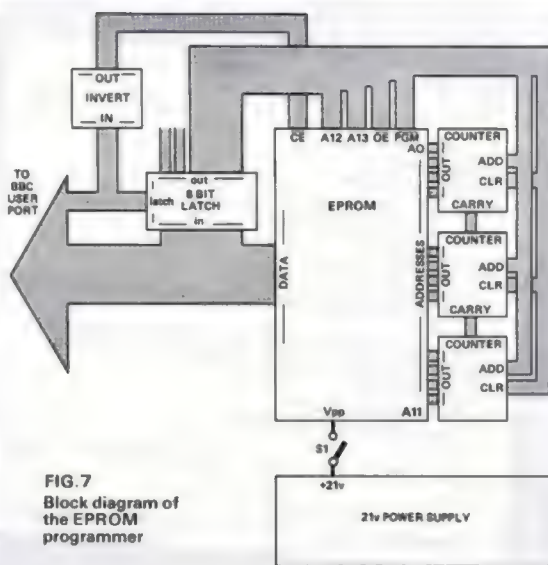 OUT
INVERT
IN
TO
BBC
USER
PORT
out
latch 8 BIT
LATCH
in
CE A12 A13 OE PGM
EPROM
DATA
ADDRESSES
AO
A11
Vpp
COUNTER
OUT
ADD
CLR
CARRY
COUNTER
OUT
ADD
CLR
CARRY
COUNTER
OUT
ADD
CLR
S1
+21v
21v POWER SUPPLY
FIG.7
Block diagram of
the EPROM
programmer